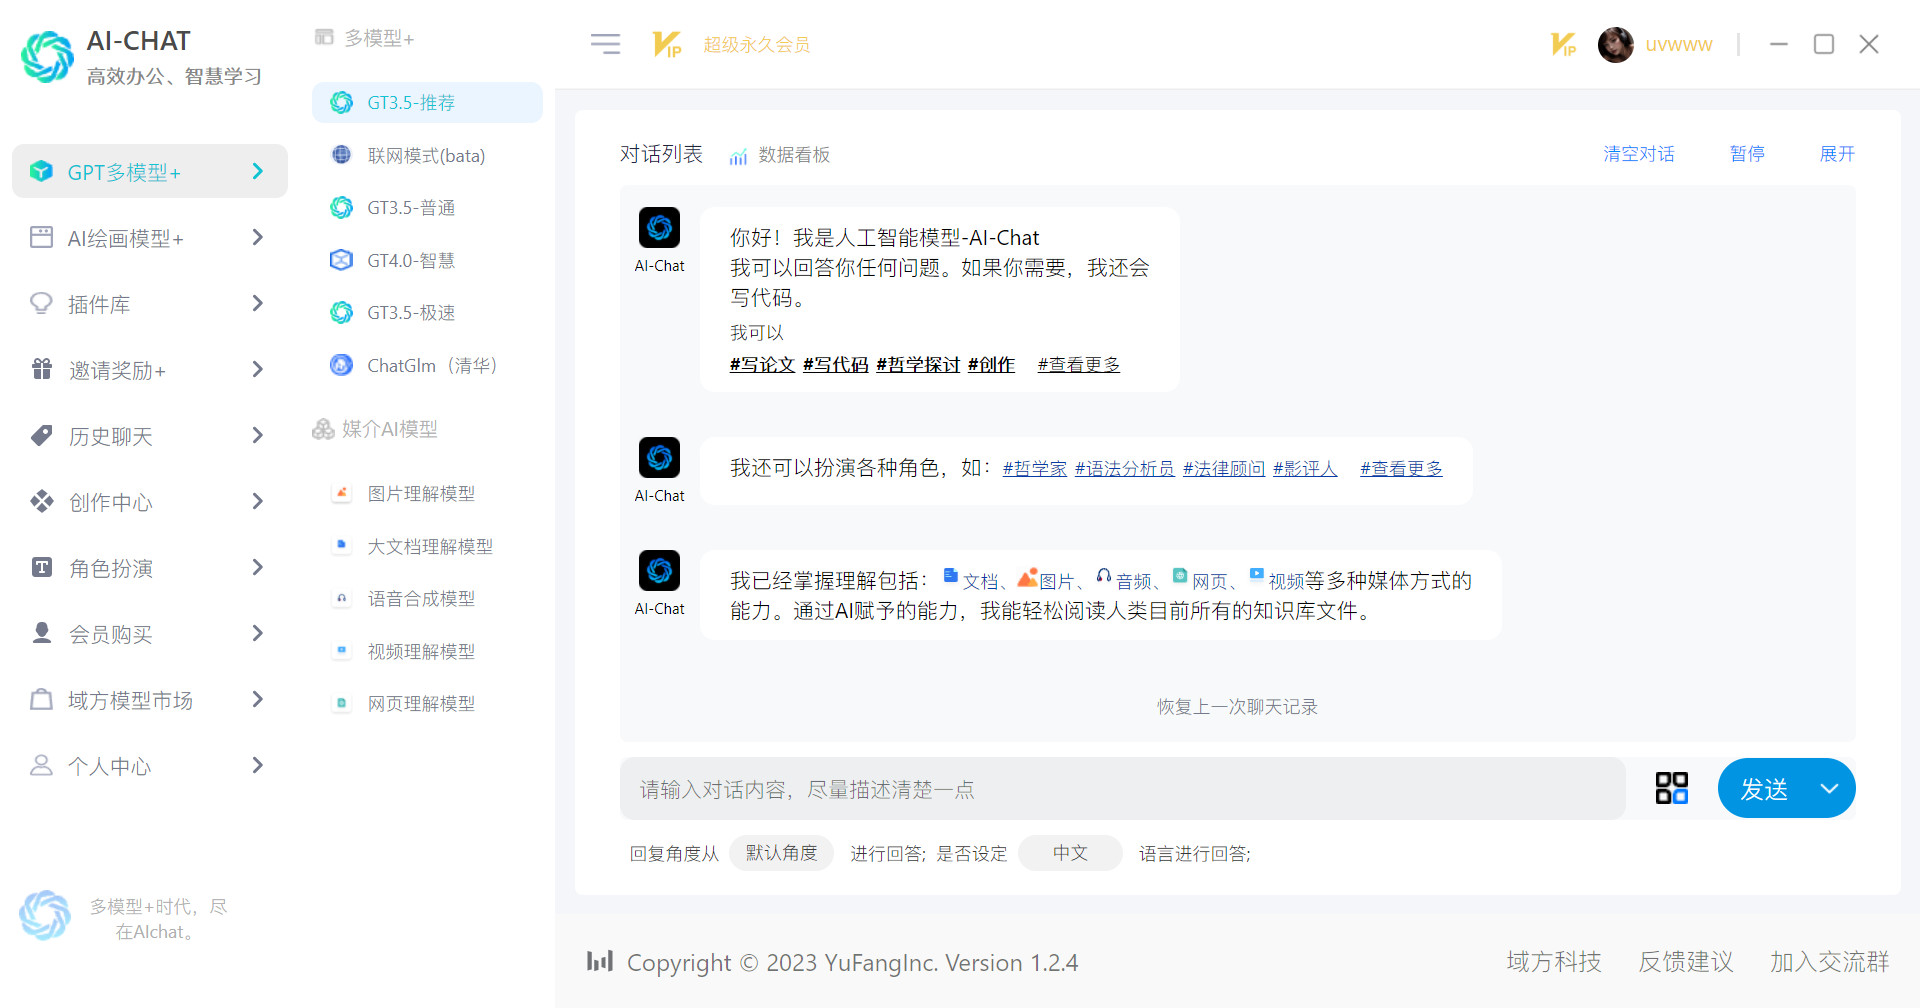 AI-CHAT
高效办公、智慧学习
GPT多模型+
AI绘画模型+
插件库
邀请奖励+
历史聊天
创作中心
角色扮演
会员购买
域方模型市场
个人中心
多模型+时代，尽
在AIchat。
多模型+
GT3.5-推荐
联网模式(bata)
GT3.5-普通
GT4.0-智慧
GT3.5-极速
ChatGlm（清华）
媒介AI模型
图片理解模型
大文档理解模型
语音合成模型
视频理解模型
网页理解模型
VIP 超级永久会员
VIP uvwww
对话列表 数据看板 清空对话 暂停 展开
AI-Chat
你好！我是人工智能模型-AI-Chat
我可以回答你任何问题。如果你需要，我还会
写代码。
我可以
#写论文 #写代码 #哲学探讨 #创作 #查看更多
AI-Chat
我还可以扮演各种角色，如：#哲学家 #语法分析员 #法律顾问 #影评人 #查看更多
AI-Chat
我已经掌握理解包括：文档、图片、音频、网页、视频等多种媒体方式的
能力。通过AI赋予的能力，我能轻松阅读人类目前所有的知识库文件。
恢复上一次聊天记录
请输入对话内容，尽量描述清楚一点
发送
回复角度从 默认角度 进行回答; 是否设定 中文 语言进行回答;
Copyright © 2023 YuFangInc. Version 1.2.4
域方科技 反馈建议 加入交流群